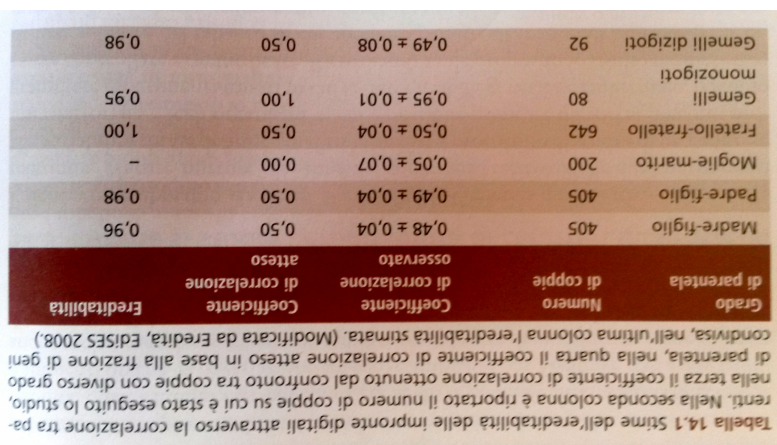 Tabella 14.1 Stime dell'ereditabilità delle impronte digitali attraverso la correlazione tra pa-
renti. Nella seconda colonna è riportato il numero di coppie su cui è stato eseguito lo studio,
nella terza il coefficiente di correlazione ottenuto dal confronto tra coppie con diverso grado
di parentela, nella quarta il coefficiente di correlazione atteso in base alla frazione di geni
condivisa, nell'ultima colonna l'ereditabilità stimata. (Modificata da Eredità, EdiSES 2008.)
Grado di parentela Numero di coppie Coefficiente di correlazione osservato Coefficiente di correlazione atteso Ereditabilità
Madre-figlio 405 0,48 ± 0,04 0,50 0,96
Padre-figlio 405 0,49 ± 0,04 0,50 0,98
Moglie-marito 200 0,05 ± 0,07 0,00 –
Fratello-fratello 642 0,50 ± 0,04 0,50 1,00
Gemelli monozigoti 80 0,95 ± 0,01 1,00 0,95
Gemelli dizigoti 92 0,49 ± 0,08 0,50 0,98